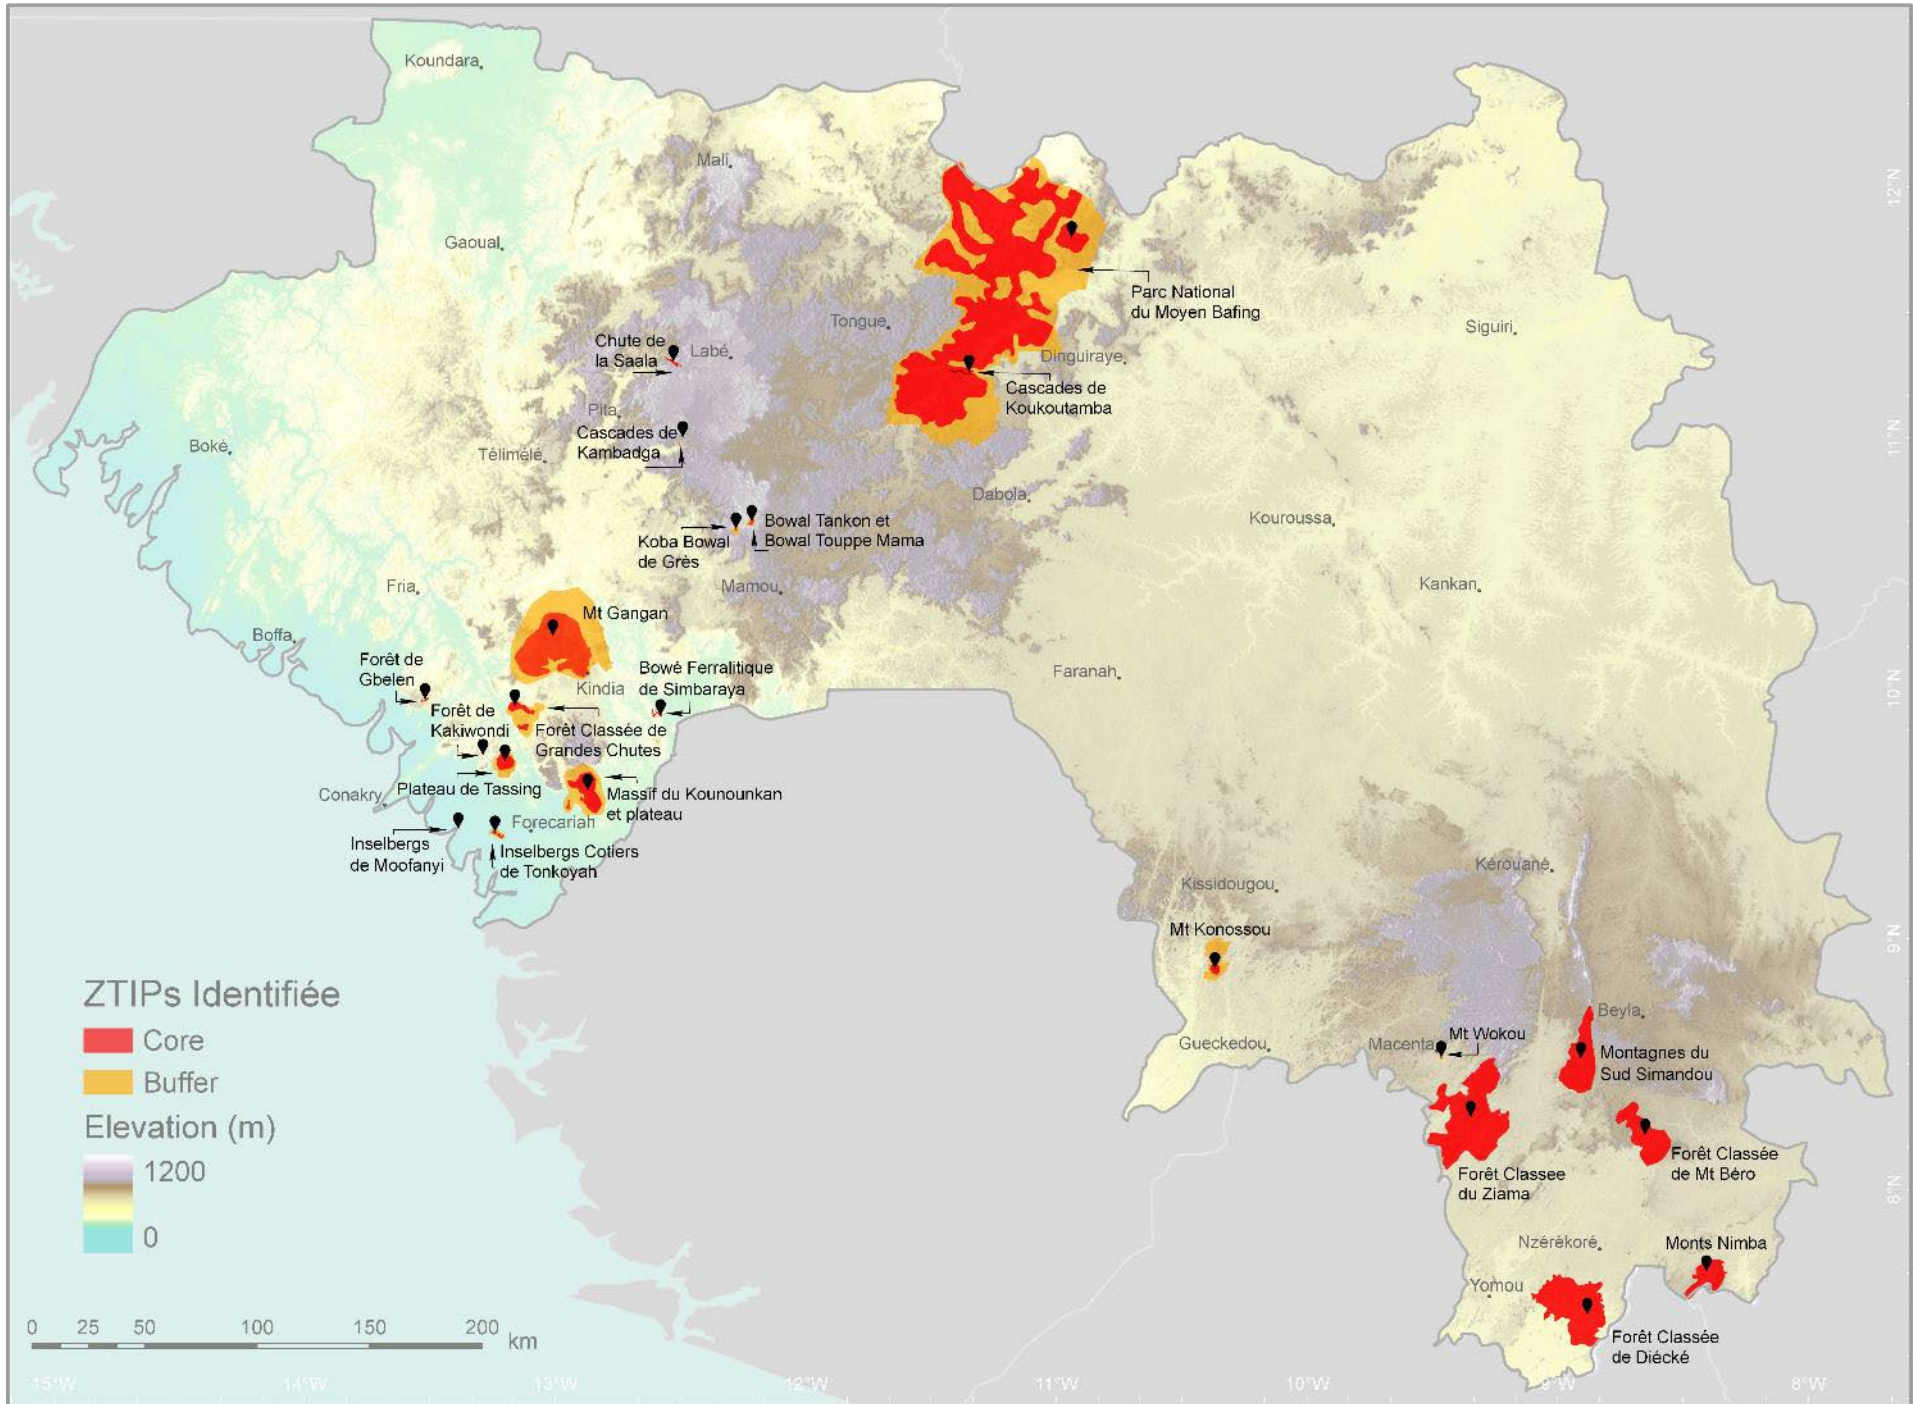 Koundara
Mali
Gaoual
12°N
Parc National
du Moyen Bafing
Tongue
Siguiri
Chute de
la Saala
Labé
Dinguiraye
Cascades de
Koukoutamba
Pita
Cascades de
Kambadga
Boké
Télimélé
11°N
Dabola
Kouroussa
Koba Bowal
de Grès
Bowal Tankon et
Bowal Touppe Mama
Fria
Mamou
Kankan
Mt Gangan
Boffa
Forêt de
Gbelen
Kindia
Bowé Ferralitique
de Simbaraya
Faranah
10°N
Forêt de
Kakiwondi
Forêt Classée de
Grandes Chutes
Plateau de Tassing
Conakry
Massif du Kounounkan
et plateau
Forecariah
Inselbergs
de Moofanyi
Inselbergs Cotiers
de Tonkoyah
Kérouané
Kissidougou
Mt Konossou
9°N
ZTIPs Identifiée
Core
Buffer
Elevation (m)
1200
0
Beyla
Gueckedou
Macenta
Mt Wokou
Montagnes du
Sud Simandou
Forêt Classée
de Mt Béro
Forêt Classee
du Ziama
8°N
Nzérékoré
Monts Nimba
Yomou
Forêt Classée
de Diécké
0 25 50 100 150 200 km
15°W 14°W 13°W 12°W 11°W 10°W 9°W 8°W